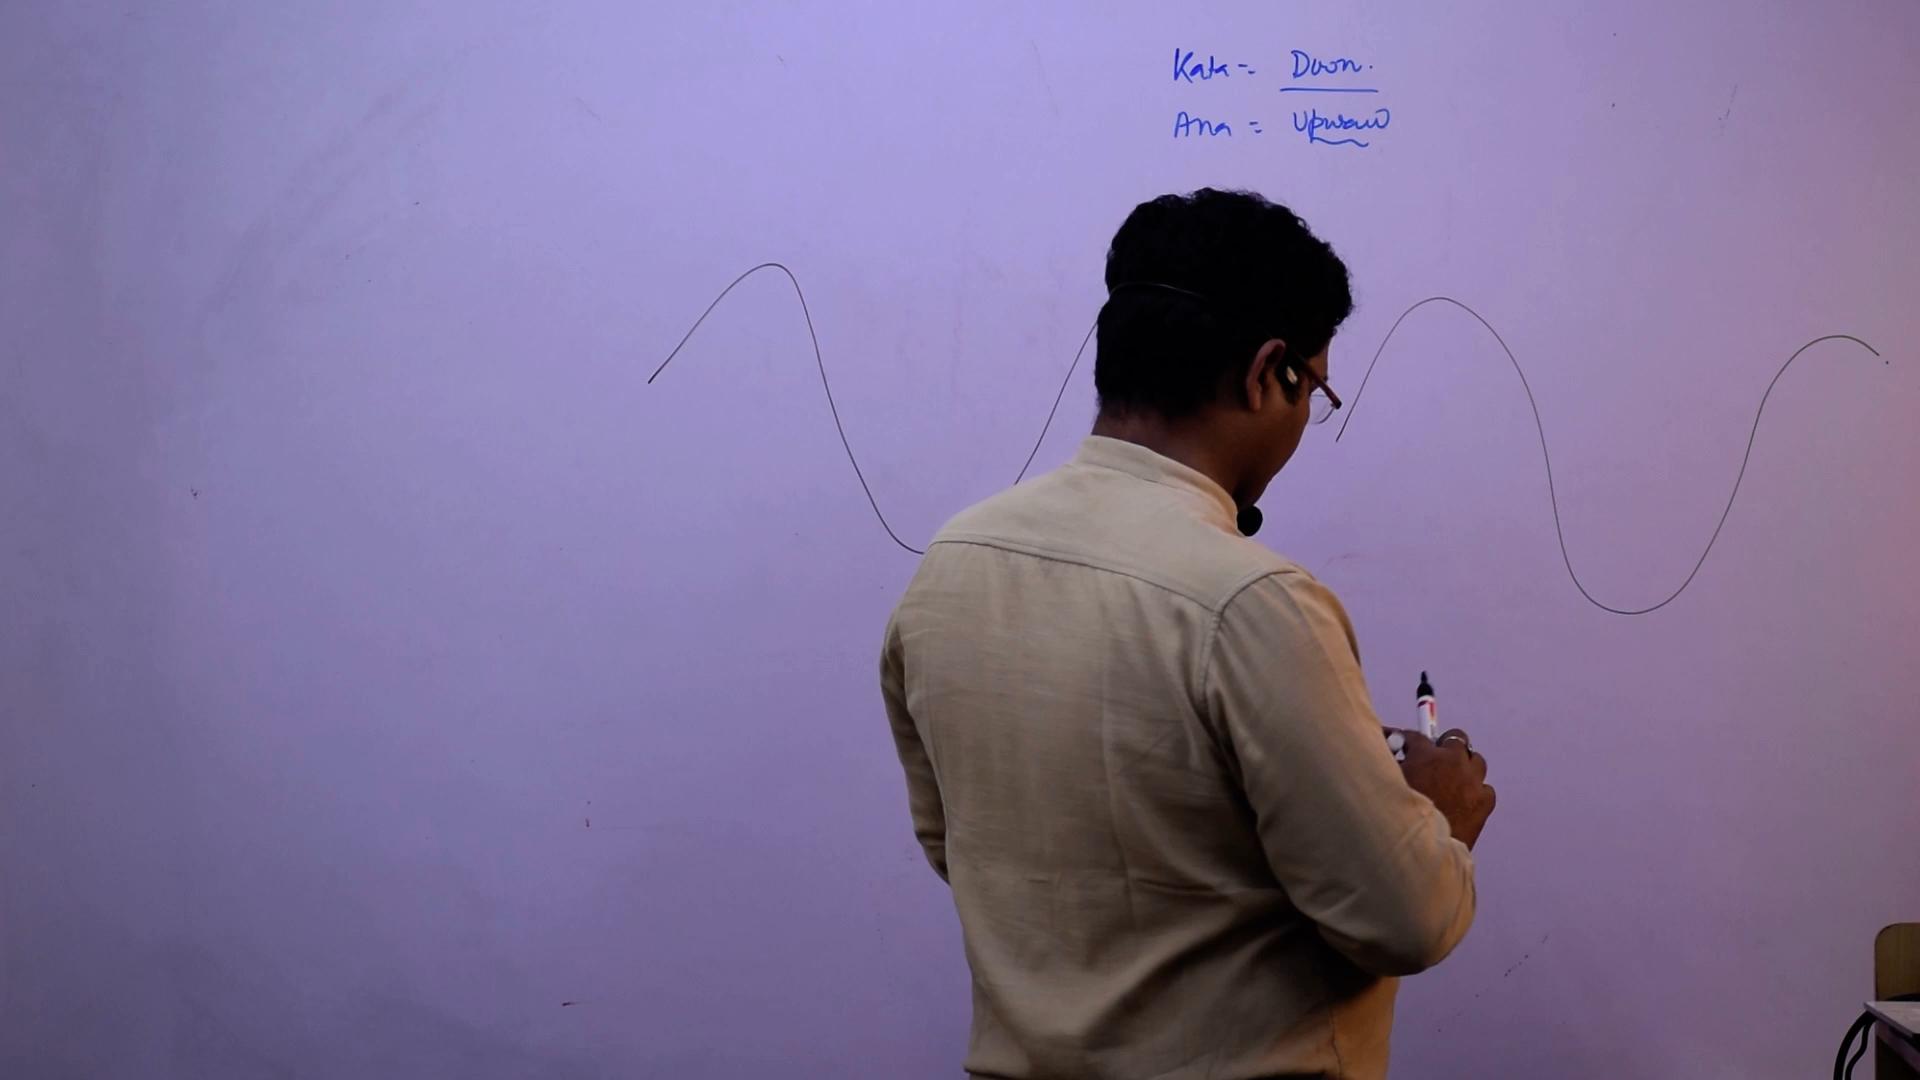 Kata = Down.
Ana = Upward